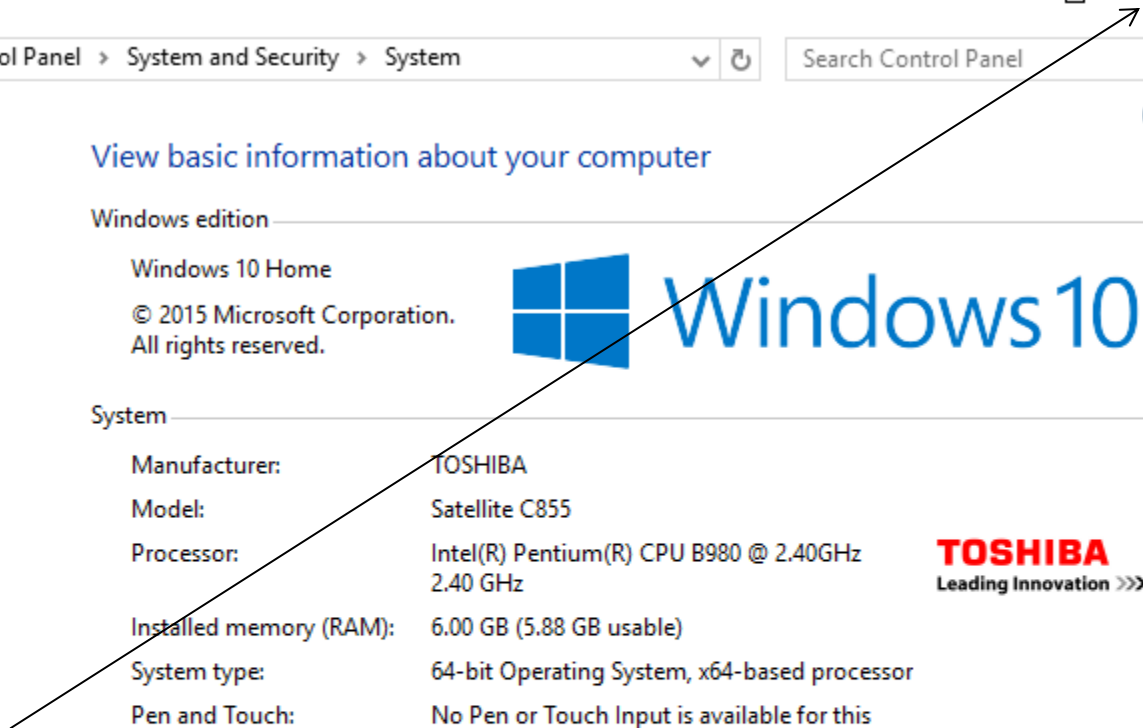 ol Panel > System and Security > System
Search Control Panel
View basic information about your computer
Windows edition
Windows 10 Home
© 2015 Microsoft Corporation.
All rights reserved.
Windows 10
System
Manufacturer: TOSHIBA
Model: Satellite C855
Processor: Intel(R) Pentium(R) CPU B980 @ 2.40GHz
2.40 GHz
TOSHIBA
Leading Innovation >>>
Installed memory (RAM): 6.00 GB (5.88 GB usable)
System type: 64-bit Operating System, x64-based processor
Pen and Touch: No Pen or Touch Input is available for this